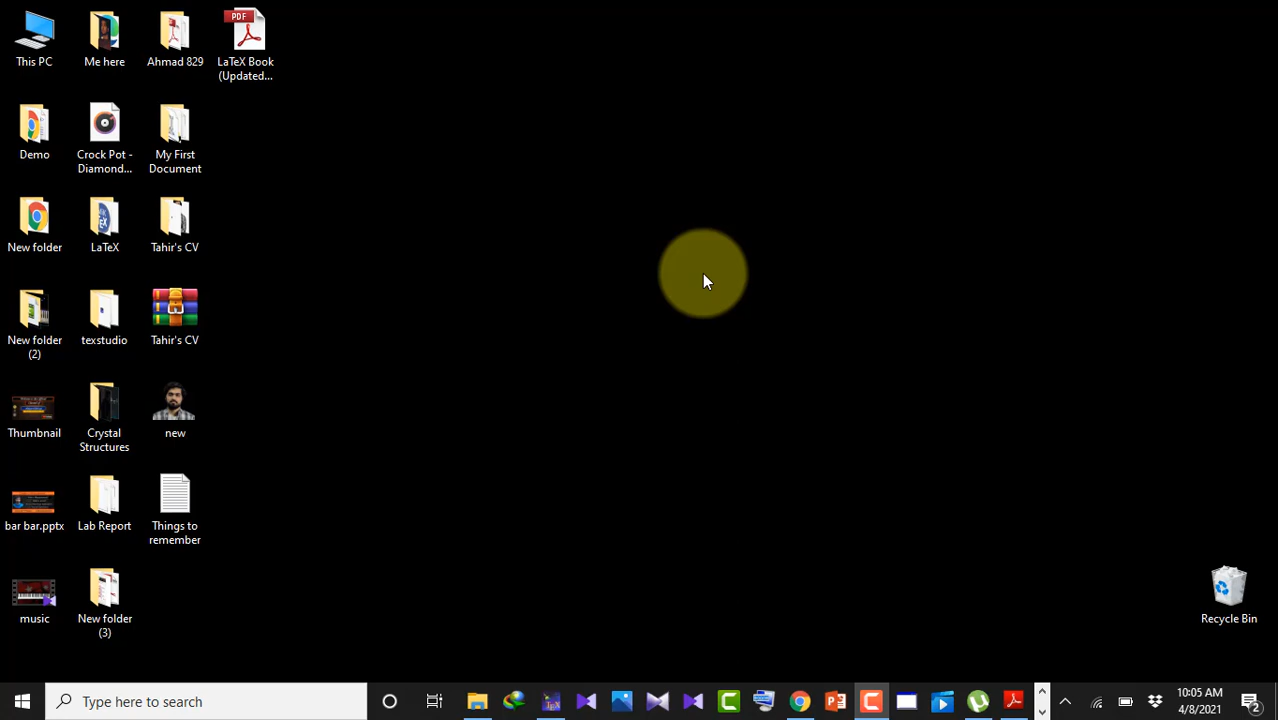 This PC
Me here
Ahmad 829
PDF
LaTeX Book
(Updated...
Demo
Crock Pot -
Diamond...
My First
Document
New folder
LaTeX
Tahir's CV
New folder
(2)
texstudio
Tahir's CV
Thumbnail
Crystal
Structures
new
bar bar.pptx
Lab Report
Things to
remember
music
New folder
(3)
Recycle Bin
Type here to search
10:05 AM
4/8/2021
2